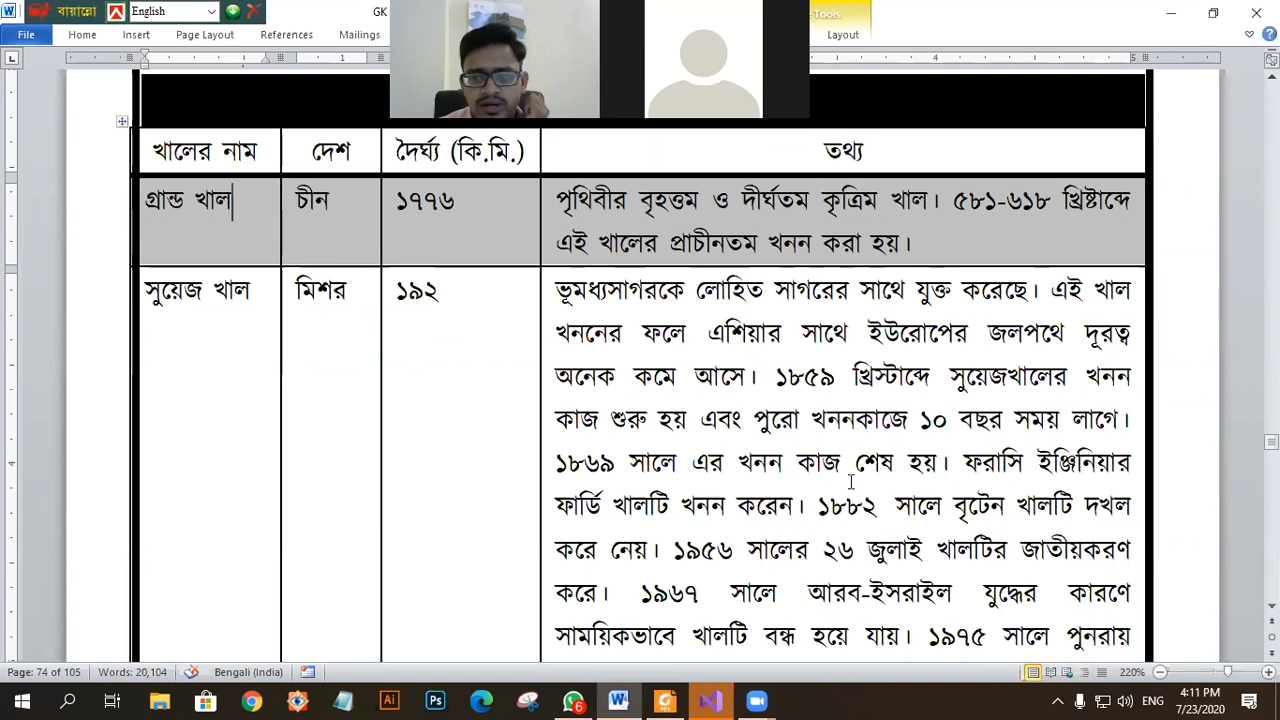 বায়ান্নো English GK Tools
File Home Insert Page Layout References Mailings Layout
1 4 5
খালের নাম দেশ দৈর্ঘ্য (কি.মি.) তথ্য
গ্রান্ড খাল চীন ১৭৭৬ পৃথিবীর বৃহত্তম ও দীর্ঘতম কৃত্রিম খাল। ৫৮১-৬১৮ খ্রিষ্টাব্দে
এই খালের প্রাচীনতম খনন করা হয়।
সুয়েজ খাল মিশর ১৯২ ভূমধ্যসাগরকে লোহিত সাগরের সাথে যুক্ত করেছে। এই খাল
খননের ফলে এশিয়ার সাথে ইউরোপের জলপথে দূরত্ব
অনেক কমে আসে। ১৮৫৯ খ্রিস্টাব্দে সুয়েজখালের খনন
কাজ শুরু হয় এবং পুরো খননকাজে ১০ বছর সময় লাগে।
১৮৬৯ সালে এর খনন কাজ শেষ হয়। ফরাসি ইঞ্জিনিয়ার
ফার্ডি খালটি খনন করেন। ১৮৮২ সালে বৃটেন খালটি দখল
করে নেয়। ১৯৫৬ সালের ২৬ জুলাই খালটির জাতীয়করণ
করে। ১৯৬৭ সালে আরব-ইসরাইল যুদ্ধের কারণে
সাময়িকভাবে খালটি বন্ধ হয়ে যায়। ১৯৭৫ সালে পুনরায়
Page: 74 of 105 Words: 20,104 Bengali (India) 220%
6 ENG 4:11 PM
7/23/2020